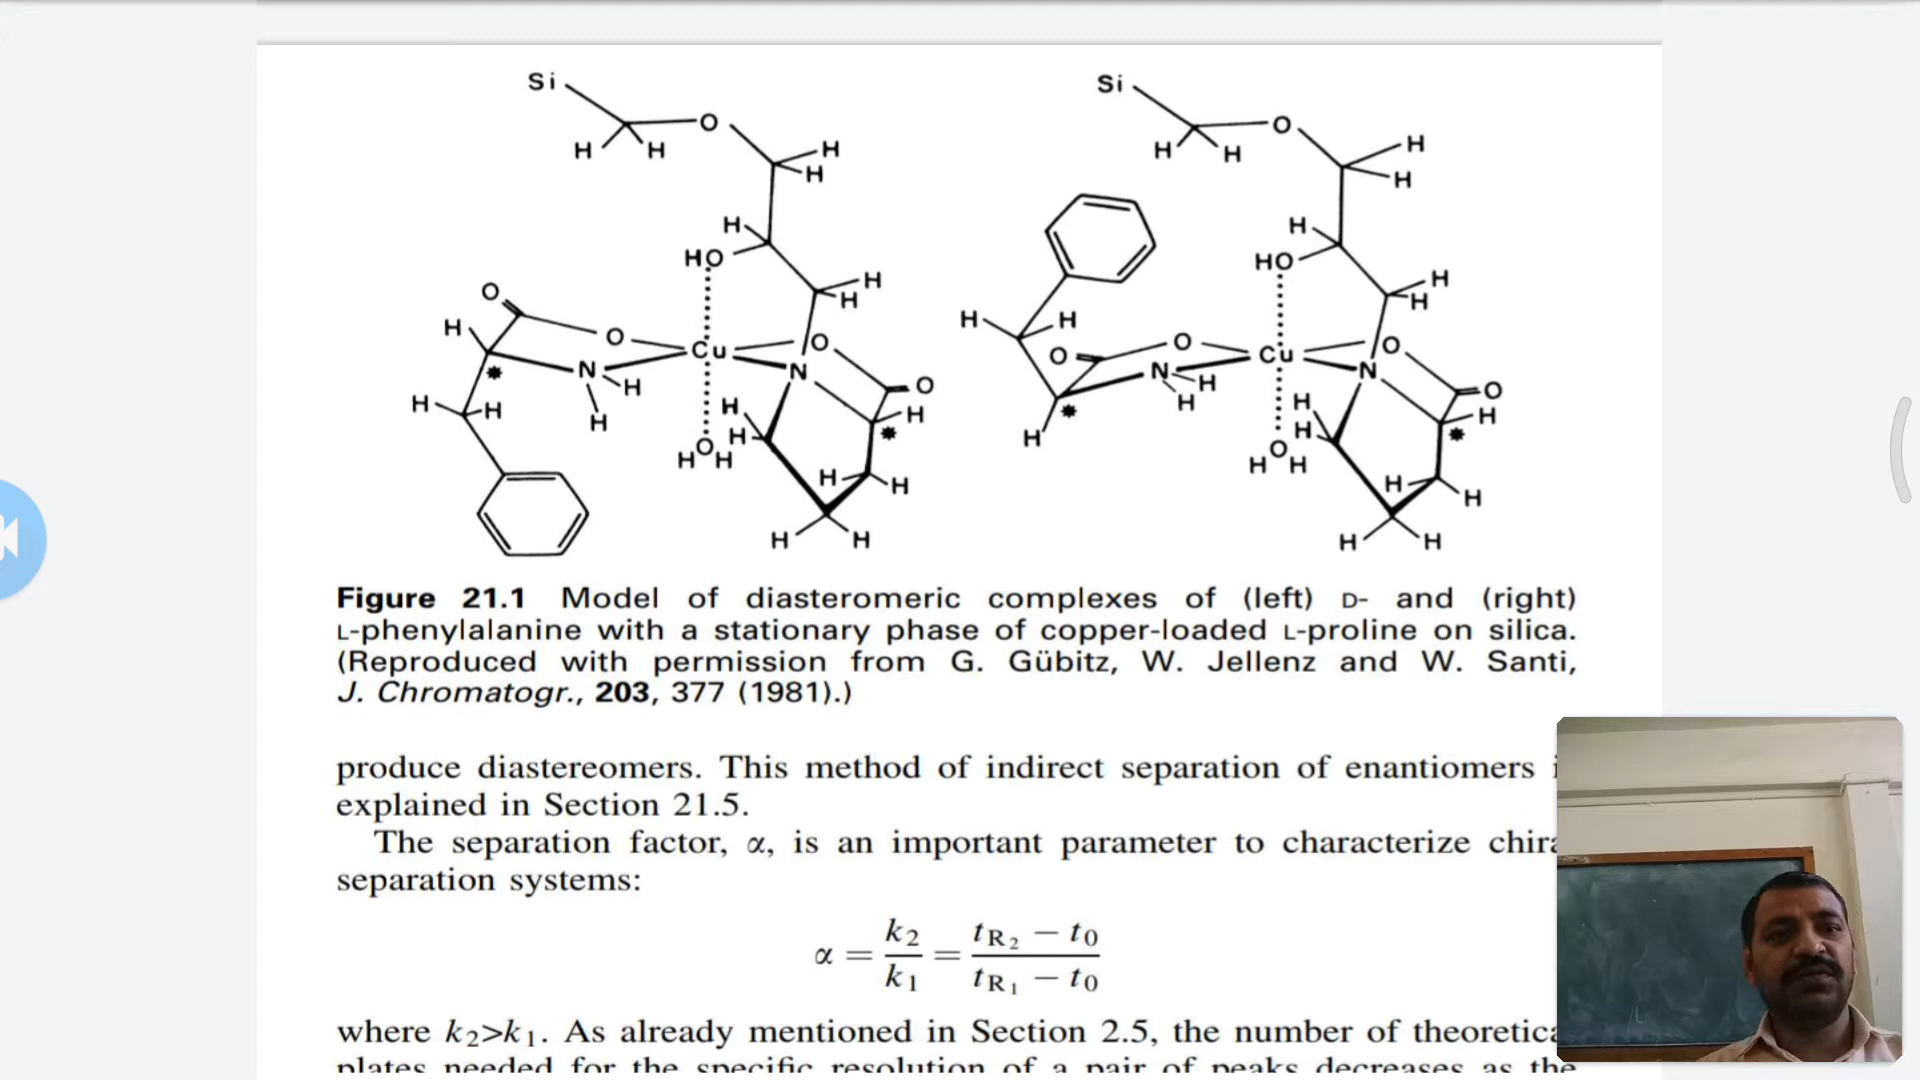 Si
O
H H
H
H
H
HO
H
H
O
H
O
Cu
O
N
H
H
N
O
H
H
H
H
H
H
O
H H
H
H
H H
Si
O
H H
H
H
H
HO
H
H
H
H
O
O
Cu
O
N
H
H
N
O
H
H
H
H
O
H H
H
H
H H
Figure 21.1 Model of diasteromeric complexes of (left) D- and (right)
L-phenylalanine with a stationary phase of copper-loaded L-proline on silica.
(Reproduced with permission from G. Gübitz, W. Jellenz and W. Santi,
J. Chromatogr., 203, 377 (1981).)
produce diastereomers. This method of indirect separation of enantiomers
explained in Section 21.5.
The separation factor, α, is an important parameter to characterize
separation systems:
α = k2/k1 = (tR2 − t0)/(tR1 − t0)
where k2>k1. As already mentioned in Section 2.5, the number of
plates needed for the specific resolution of a pair of peaks decreases as the